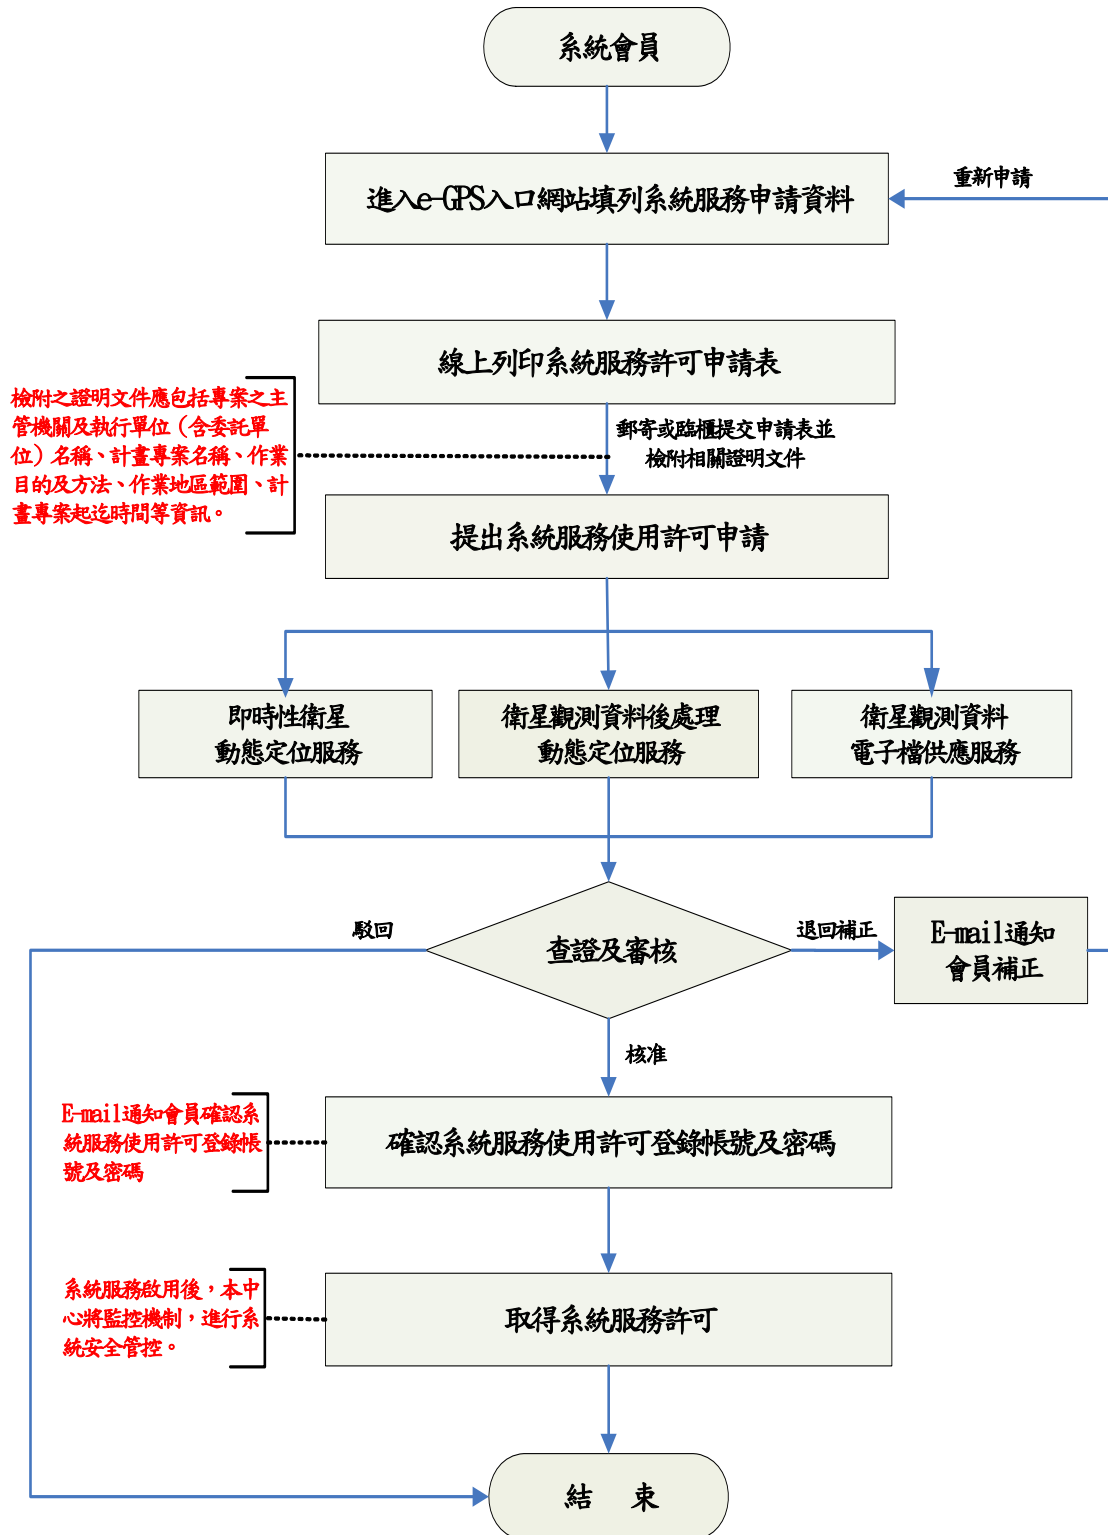 系統會員
進入e-GPS入口網站填列系統服務申請資料
重新申請
線上列印系統服務許可申請表
檢附之證明文件應包括專案之主
管機關及執行單位（含委託單
位）名稱、計畫專案名稱、作業
目的及方法、作業地區範圍、計
畫專案起迄時間等資訊。
郵寄或臨櫃提交申請表並
檢附相關證明文件
提出系統服務使用許可申請
即時性衛星
動態定位服務
衛星觀測資料後處理
動態定位服務
衛星觀測資料
電子檔供應服務
駁回
查證及審核
退回補正
E-mail通知
會員補正
核准
E-mail通知會員確認系
統服務使用許可登錄帳
號及密碼
確認系統服務使用許可登錄帳號及密碼
系統服務啟用後，本中
心將監控機制，進行系
統安全管控。
取得系統服務許可
結 束